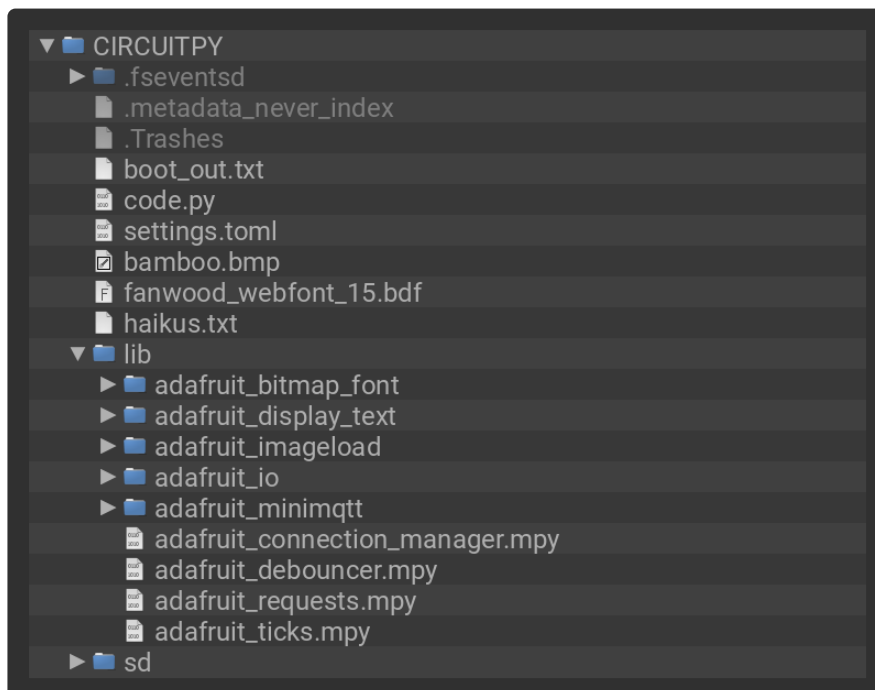 CIRCUITPY
.fseventsd
.metadata_never_index
.Trashes
boot_out.txt
code.py
settings.toml
bamboo.bmp
fanwood_webfont_15.bdf
haikus.txt
lib
adafruit_bitmap_font
adafruit_display_text
adafruit_imageload
adafruit_io
adafruit_minimqtt
adafruit_connection_manager.mpy
adafruit_debouncer.mpy
adafruit_requests.mpy
adafruit_ticks.mpy
sd